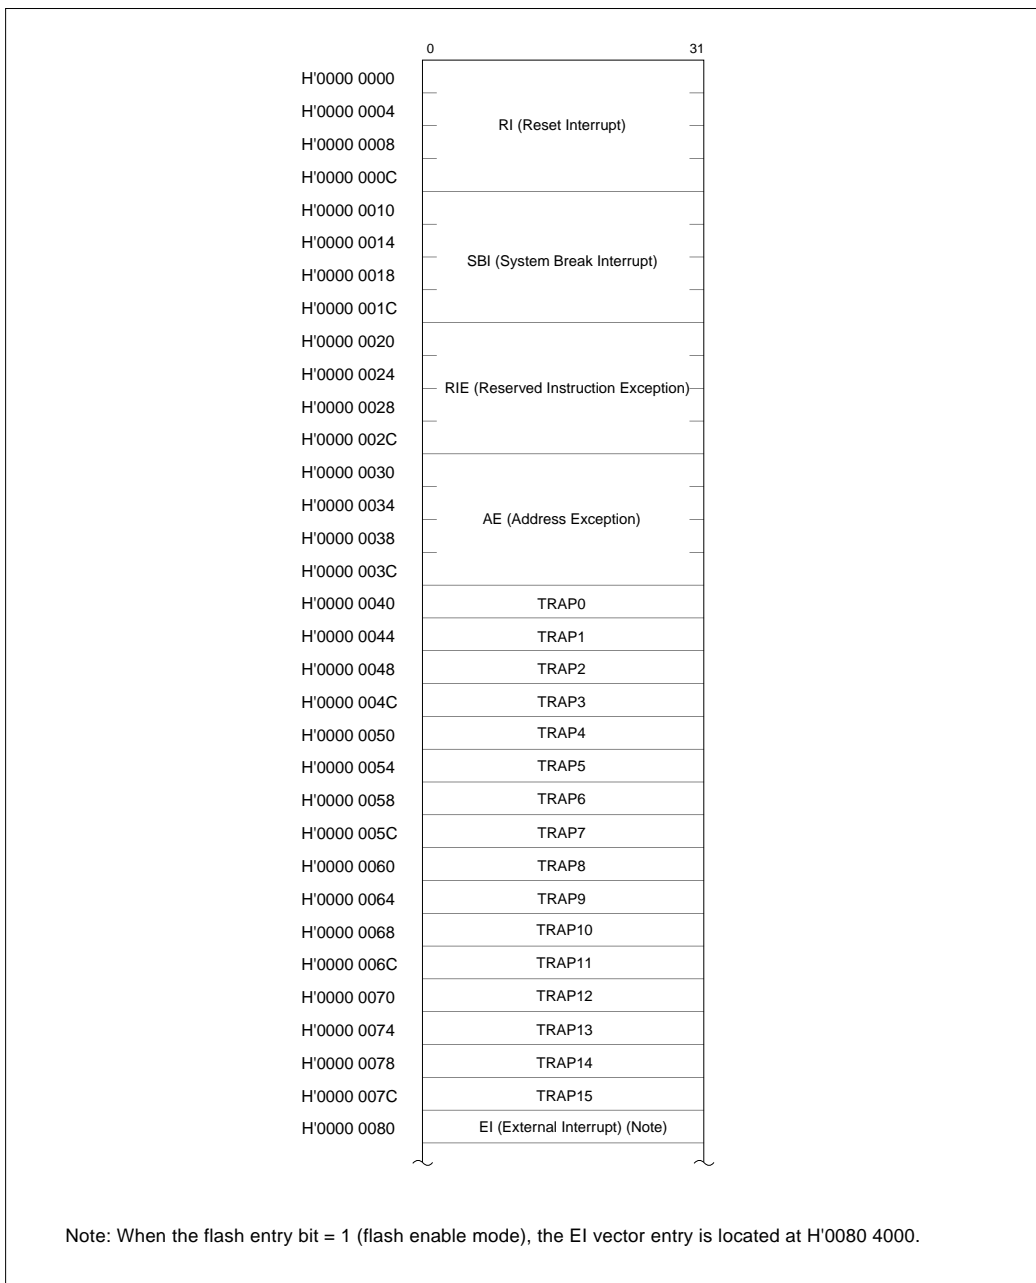 0 31
H'0000 0000
H'0000 0004
RI (Reset Interrupt)
H'0000 0008
H'0000 000C
H'0000 0010
H'0000 0014
SBI (System Break Interrupt)
H'0000 0018
H'0000 001C
H'0000 0020
H'0000 0024
RIE (Reserved Instruction Exception)
H'0000 0028
H'0000 002C
H'0000 0030
H'0000 0034
AE (Address Exception)
H'0000 0038
H'0000 003C
H'0000 0040 TRAP0
H'0000 0044 TRAP1
H'0000 0048 TRAP2
H'0000 004C TRAP3
H'0000 0050 TRAP4
H'0000 0054 TRAP5
H'0000 0058 TRAP6
H'0000 005C TRAP7
H'0000 0060 TRAP8
H'0000 0064 TRAP9
H'0000 0068 TRAP10
H'0000 006C TRAP11
H'0000 0070 TRAP12
H'0000 0074 TRAP13
H'0000 0078 TRAP14
H'0000 007C TRAP15
H'0000 0080 EI (External Interrupt) (Note)
Note: When the flash entry bit = 1 (flash enable mode), the EI vector entry is located at H'0080 4000.